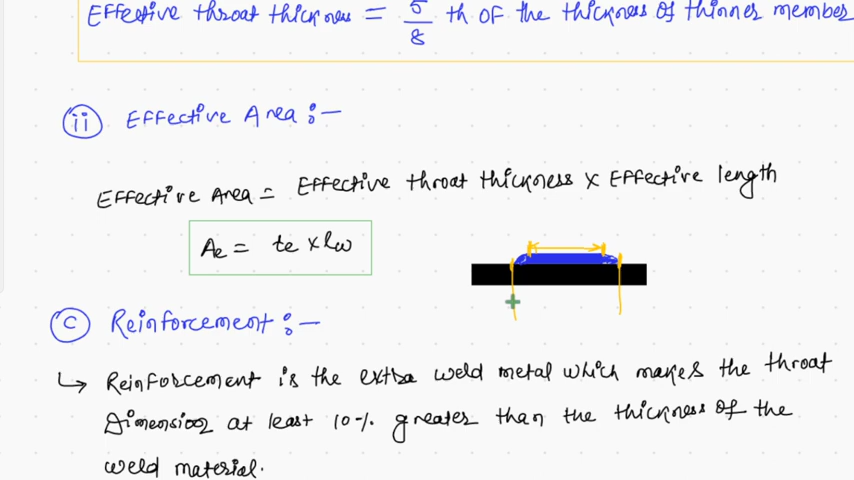 Effective throat thickness = 5/8 th of the thickness of thinner member
(ii) Effective Area :-
Effective Area = Effective throat thickness x Effective length
Ae = te x lw
(c) Reinforcement :-
↳ Reinforcement is the extra weld metal which makes the throat
Dimension at least 10% greater than the thickness of the
weld material.